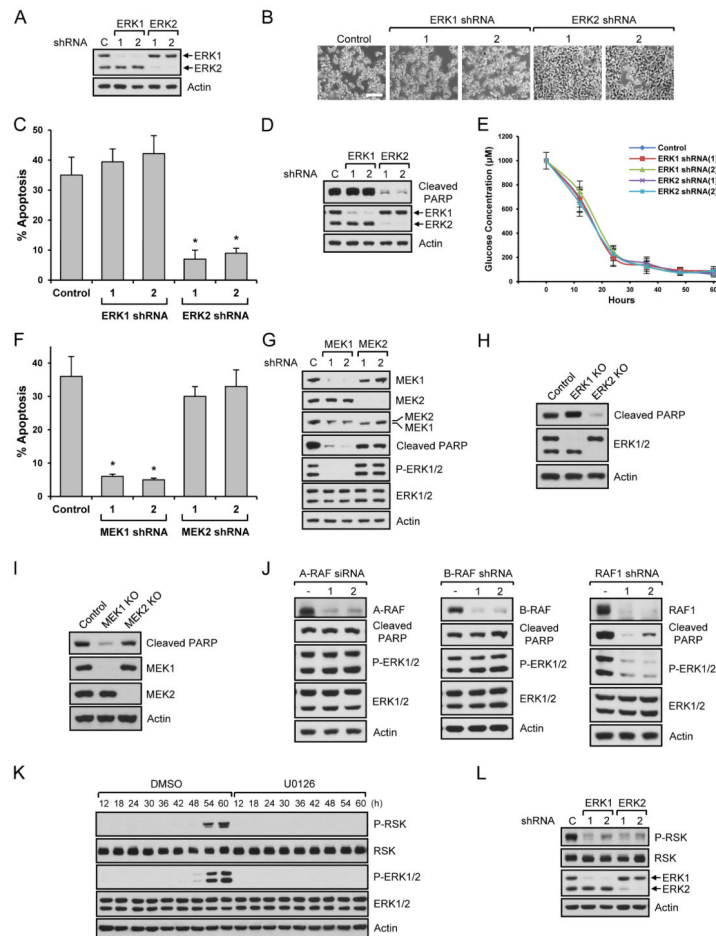 A
ERK1 ERK2
shRNA C 1 2 1 2
ERK1
ERK2
Actin
B
ERK1 shRNA ERK2 shRNA
Control 1 2 1 2
C
% Apoptosis
50
40
30
20
10
0
* *
Control 1 2 1 2
ERK1 shRNA ERK2 shRNA
D
ERK1 ERK2
shRNA C 1 2 1 2
Cleaved
PARP
ERK1
ERK2
Actin
E
Glucose Concentration (µM)
1200
1000
800
600
400
200
0
Control
ERK1 shRNA(1)
ERK1 shRNA(2)
ERK2 shRNA(1)
ERK2 shRNA(2)
0 12 24 36 48 60
Hours
F
% Apoptosis
40
30
20
10
0
* *
Control 1 2 1 2
MEK1 shRNA MEK2 shRNA
G
MEK1 MEK2
shRNA C 1 2 1 2
MEK1
MEK2
MEK2
MEK1
Cleaved PARP
P-ERK1/2
ERK1/2
Actin
H
Control ERK1 KO ERK2 KO
Cleaved PARP
ERK1/2
Actin
I
Control MEK1 KO MEK2 KO
Cleaved PARP
MEK1
MEK2
Actin
J
A-RAF siRNA
- 1 2
A-RAF
Cleaved
PARP
P-ERK1/2
ERK1/2
Actin
B-RAF shRNA
- 1 2
B-RAF
Cleaved
PARP
P-ERK1/2
ERK1/2
Actin
RAF1 shRNA
- 1 2
RAF1
Cleaved
PARP
P-ERK1/2
ERK1/2
Actin
K
DMSO U0126
12 18 24 30 36 42 48 54 60 12 18 24 30 36 42 48 54 60 (h)
P-RSK
RSK
P-ERK1/2
ERK1/2
Actin
L
ERK1 ERK2
shRNA C 1 2 1 2
P-RSK
RSK
ERK1
ERK2
Actin